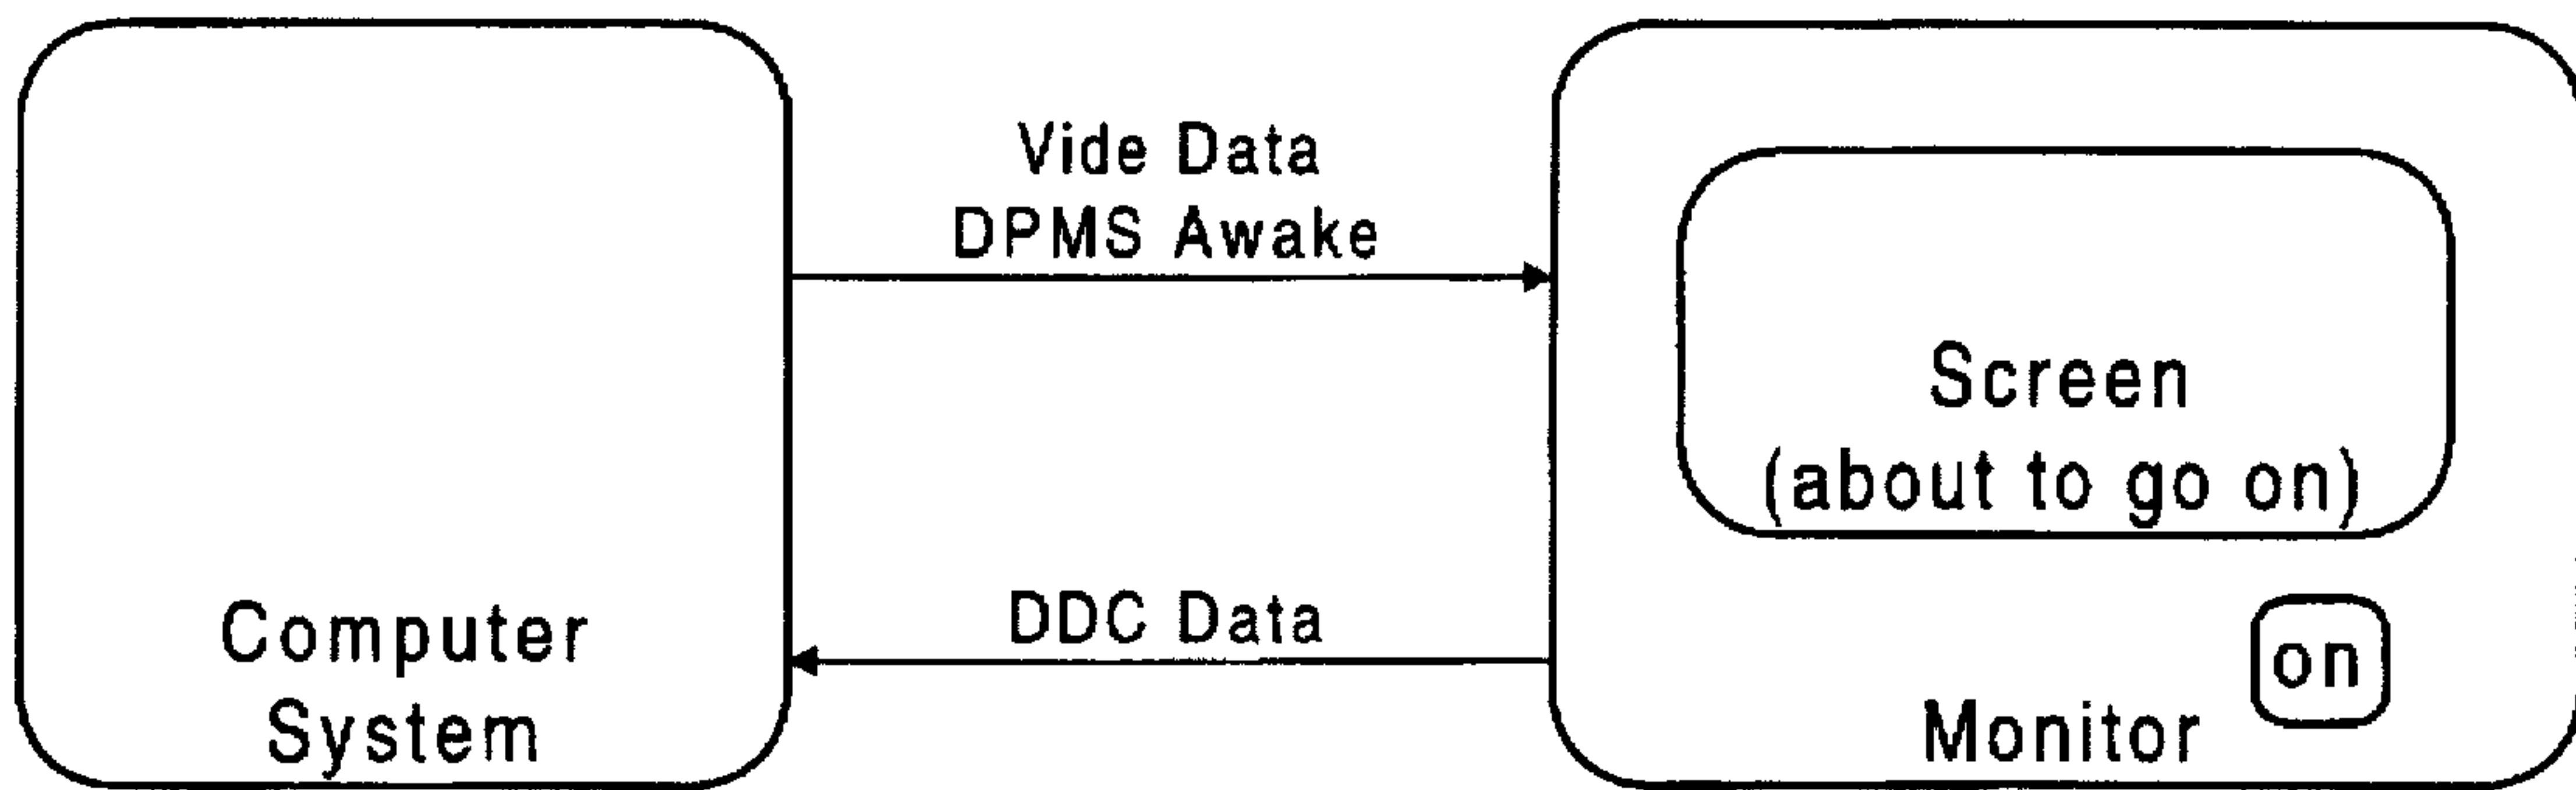 Vide Data
DPMS Awake
Screen
(about to go on)
DDC Data
Computer
System
on
Monitor